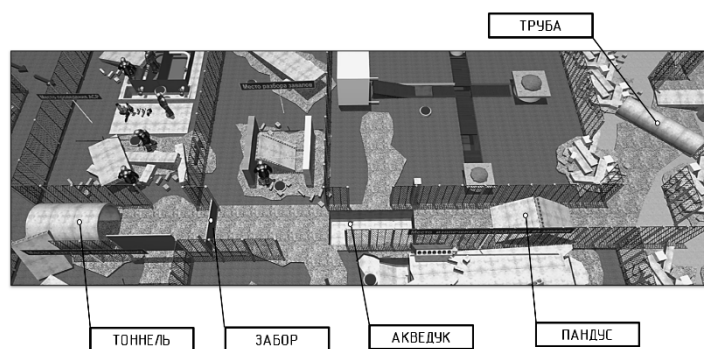 ТРУБА
Место разбора завалов
ТОННЕЛЬ
ЗАБОР
АКВЕДУК
ПАНДУС